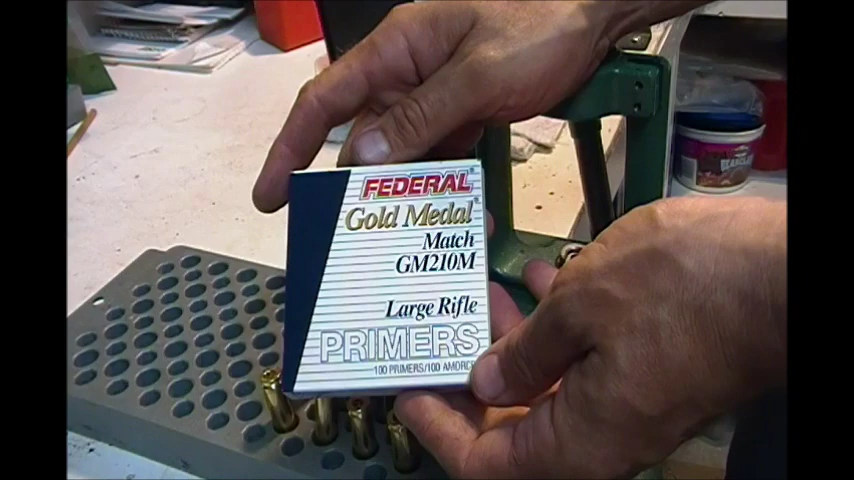 FEDERAL®
Gold Medal®
Match
GM210M
Large Rifle
PRIMERS
100 PRIMERS/100 AMORC